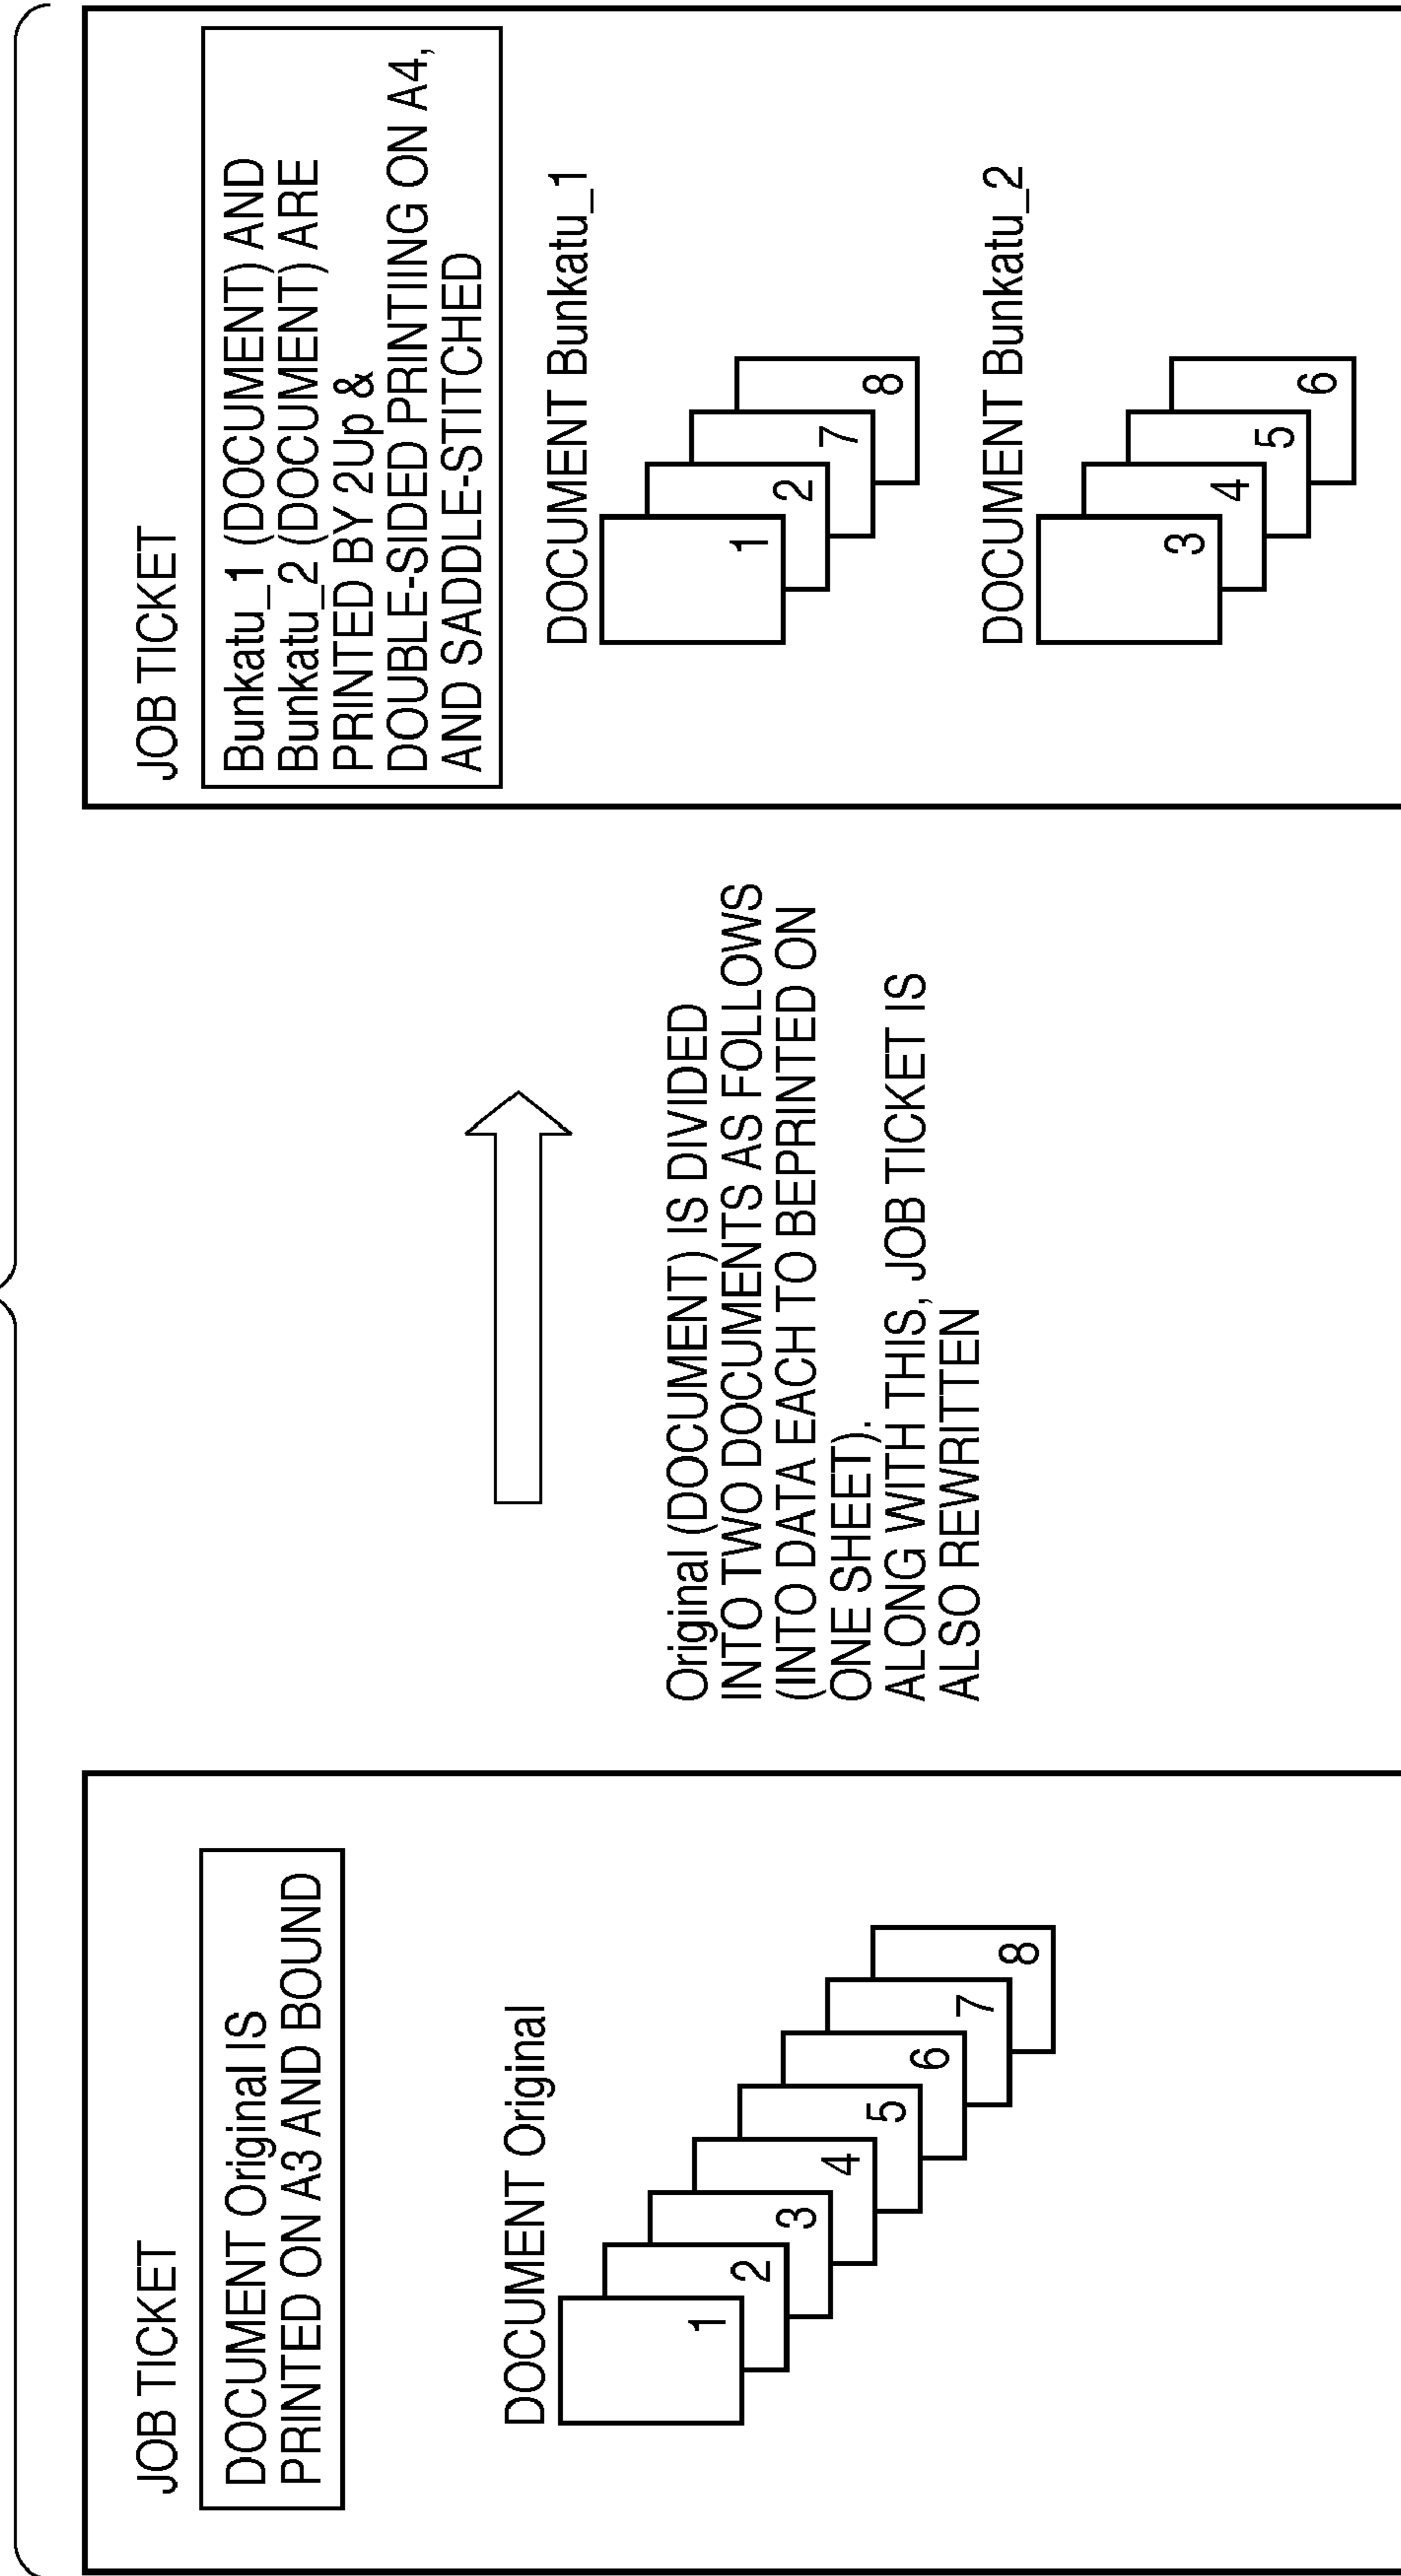 JOB TICKET
DOCUMENT Original IS
PRINTED ON A3 AND BOUND
DOCUMENT Original
1
2
3
4
5
6
7
8
Original (DOCUMENT) IS DIVIDED
INTO TWO DOCUMENTS AS FOLLOWS
(INTO DATA EACH TO BEPRINTED ON
ONE SHEET).
ALONG WITH THIS, JOB TICKET IS
ALSO REWRITTEN
JOB TICKET
Bunkatu_1 (DOCUMENT) AND
Bunkatu_2 (DOCUMENT) ARE
PRINTED BY 2Up &
DOUBLE-SIDED PRINTIING ON A4,
AND SADDLE-STITCHED
DOCUMENT Bunkatu_1
1
2
7
8
DOCUMENT Bunkatu_2
3
4
5
6